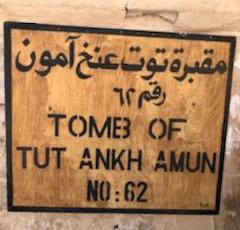 مقبرة توت عنخ آمون
رقم ٦٢
TOMB OF
TUT ANKH AMUN
NO: 62